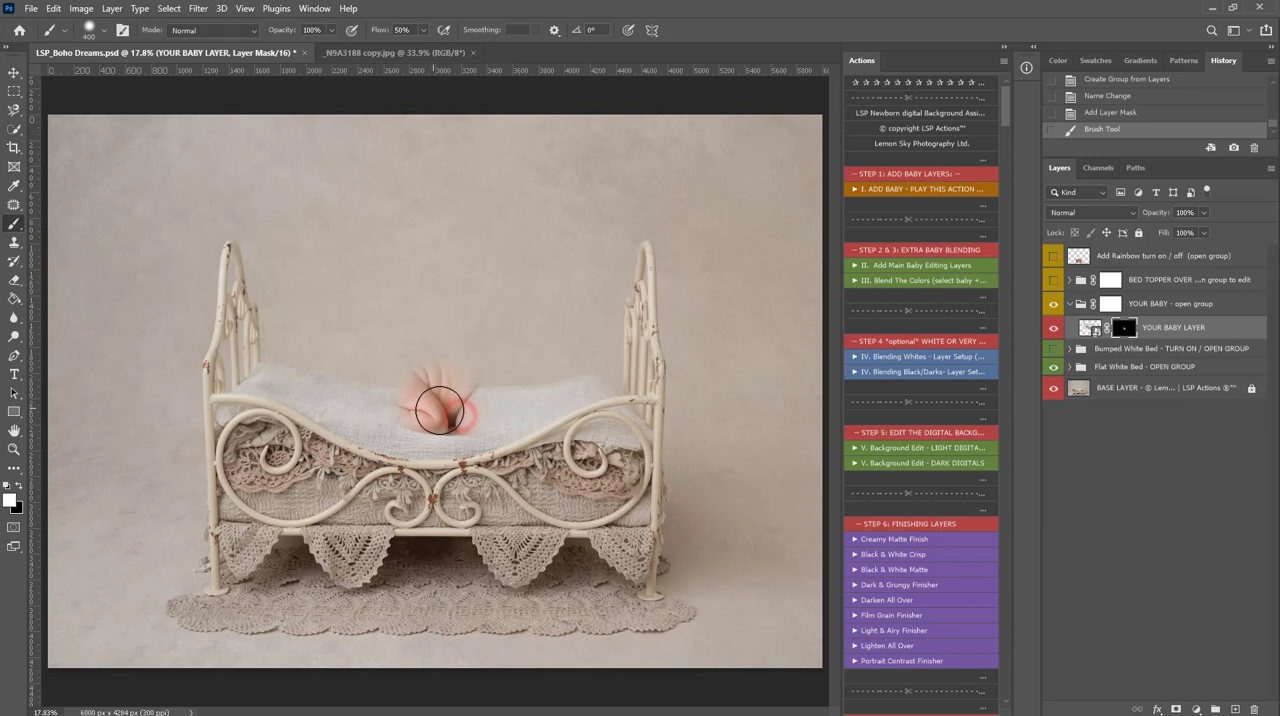 Ps File Edit Image Layer Type Select Filter 3D View Plugins Window Help
400 Mode: Normal Opacity: 100% Flow: 50% Smoothing: 0°
LSP_Boho Dreams.psd @ 17.8% (YOUR BABY LAYER, Layer Mask/16) * × _N9A3188 copy.jpg @ 33.9% (RGB/8*) ×
Actions
...
LSP Newborn digital Background Assi...
© copyright LSP Actions™
Lemon Sky Photography Ltd.
...
-- STEP 1: ADD BABY LAYERS: --
I. ADD BABY - PLAY THIS ACTION ...
...
-- STEP 2 & 3: EXTRA BABY BLENDING
II. Add Main Baby Editing Layers
III. Blend The Colors (select baby +...
...
-- STEP 4 *optional* WHITE OR VERY ...
IV. Blending Whites - Layer Setup (...
IV. Blending Black/Darks- Layer Set...
...
-- STEP 5: EDIT THE DIGITAL BACKG...
V. Background Edit - LIGHT DIGITA...
V. Background Edit - DARK DIGITALS
...
-- STEP 6: FINISHING LAYERS
Creamy Matte Finish
Black & White Crisp
Black & White Matte
Dark & Grungy Finisher
Darken All Over
Film Grain Finisher
Light & Airy Finisher
Lighten All Over
Portrait Contrast Finisher
...
Color Swatches Gradients Patterns History
Create Group from Layers
Name Change
Add Layer Mask
Brush Tool
Layers Channels Paths
Kind
Normal Opacity: 100%
Lock: Fill: 100%
Add Rainbow turn on / off (open group)
BED TOPPER OVER ...n group to edit
YOUR BABY - open group
YOUR BABY LAYER
Bumped White Bed - TURN ON / OPEN GROUP
Flat White Bed - OPEN GROUP
BASE LAYER - © Lem... | LSP Actions ®™
17.83% 6000 px x 4284 px (300 ppi)